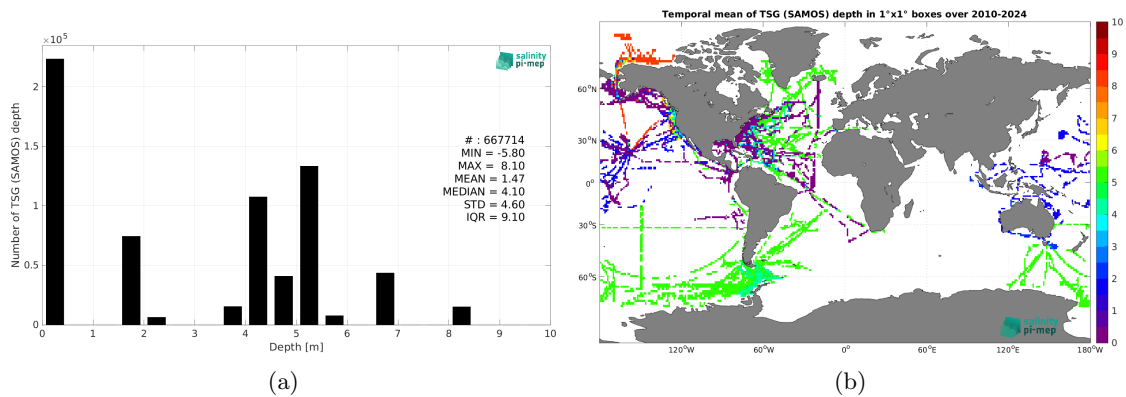 ×10⁵
2
1.5
1
0.5
0
Number of TSG (SAMOS) depth
salinity
pi-mep
# : 667714
MIN = -5.80
MAX = 8.10
MEAN = 1.47
MEDIAN = 4.10
STD = 4.60
IQR = 9.10
0 1 2 3 4 5 6 7 8 9 10
Depth [m]
(a)
Temporal mean of TSG (SAMOS) depth in 1°x1° boxes over 2010-2024
60°N
30°N
0°
30°S
60°S
120°W 60°W 0° 60°E 120°E 180°W
salinity
pi-mep
10
9
8
7
6
5
4
3
2
1
0
(b)